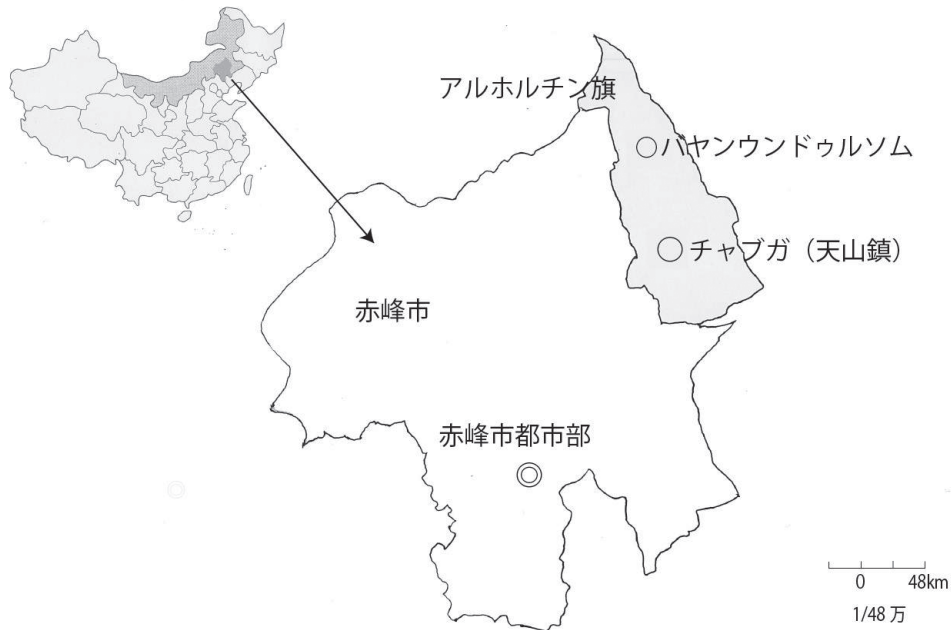 アルホルチン旗
ハヤンウンドゥルソム
チャブガ（天山鎮）
赤峰市
赤峰市都市部
0 48km
1/48 万